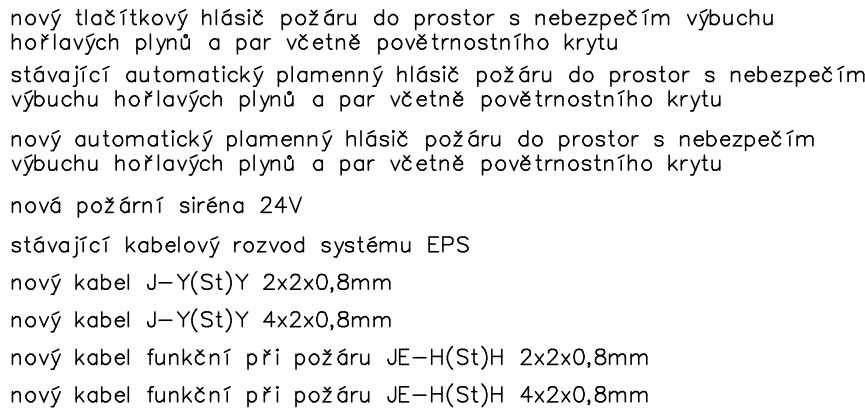 nový tlačítkový hlásič požáru do prostor s nebezpečím výbuchu
hořlavých plynů a par včetně povětrnostního krytu
stávající automatický plamenný hlásič požáru do prostor s nebezpečím
výbuchu hořlavých plynů a par včetně povětrnostního krytu
nový automatický plamenný hlásič požáru do prostor s nebezpečím
výbuchu hořlavých plynů a par včetně povětrnostního krytu
nová požární siréna 24V
stávající kabelový rozvod systému EPS
nový kabel J-Y(St)Y 2x2x0,8mm
nový kabel J-Y(St)Y 4x2x0,8mm
nový kabel funkční při požáru JE-H(St)H 2x2x0,8mm
nový kabel funkční při požáru JE-H(St)H 4x2x0,8mm